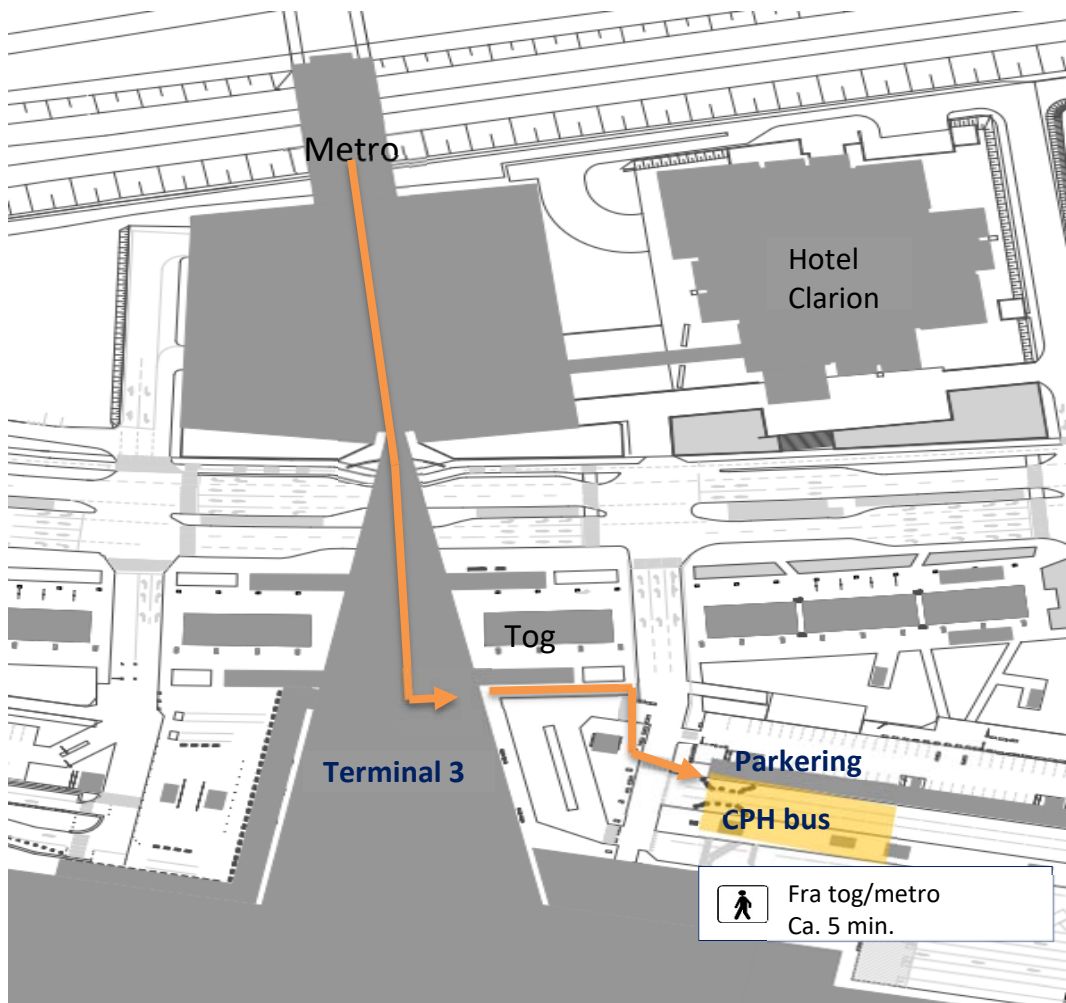 Metro
Hotel
Clarion
Tog
Terminal 3
Parkering
CPH bus
Fra tog/metro
Ca. 5 min.